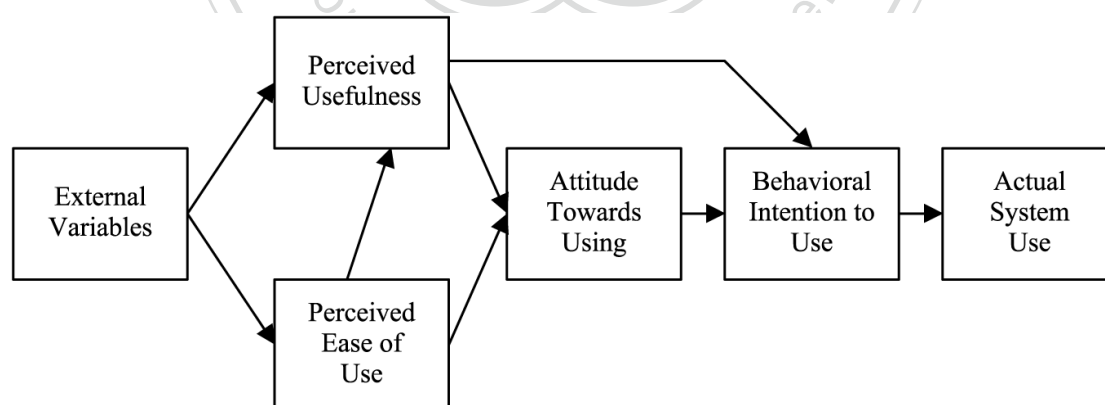 Perceived
Usefulness
External
Variables
Attitude
Towards
Using
Behavioral
Intention to
Use
Actual
System
Use
Perceived
Ease of
Use